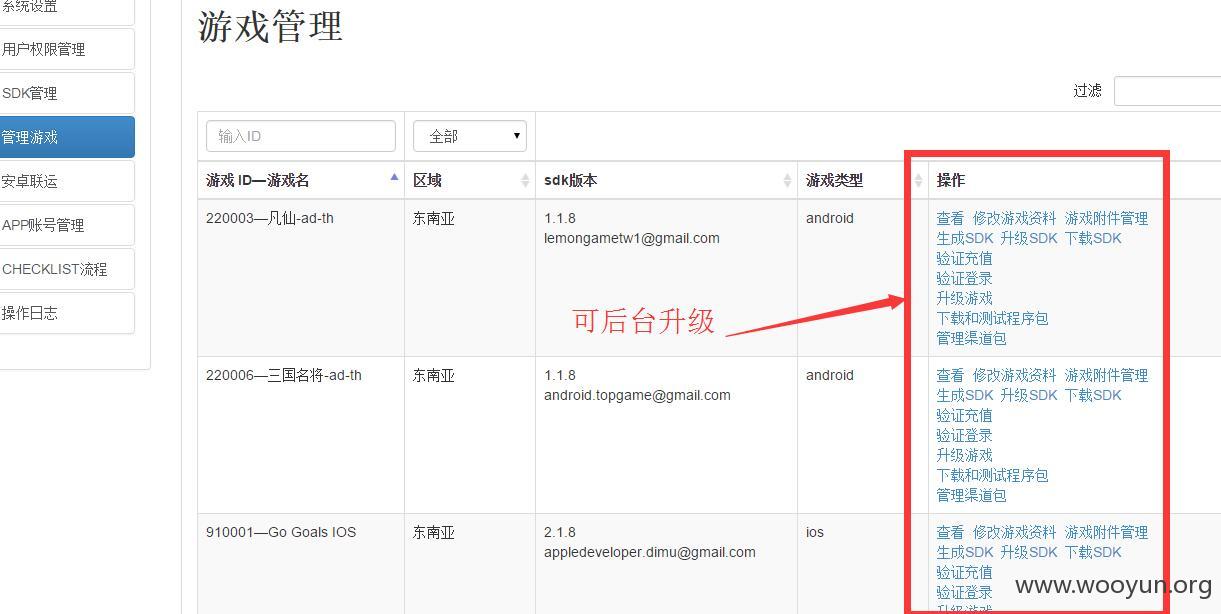 系统设置
用户权限管理
SDK管理
管理游戏
安卓联运
APP账号管理
CHECKLIST流程
操作日志
游戏管理
过滤
输入ID
全部
游戏 ID—游戏名 区域 sdk版本 游戏类型 操作
220003—凡仙-ad-th 东南亚 1.1.8 android 查看 修改游戏资料 游戏附件管理
lemongametw1@gmail.com 生成SDK 升级SDK 下载SDK
验证充值
验证登录
升级游戏
可后台升级
下载和测试程序包
管理渠道包
220006—三国名将-ad-th 东南亚 1.1.8 android 查看 修改游戏资料 游戏附件管理
android.topgame@gmail.com 生成SDK 升级SDK 下载SDK
验证充值
验证登录
升级游戏
下载和测试程序包
管理渠道包
910001—Go Goals IOS 东南亚 2.1.8 ios 查看 修改游戏资料 游戏附件管理
appledeveloper.dimu@gmail.com 生成SDK 升级SDK 下载SDK
验证充值
验证登录
升级游戏
www.wooyun.org